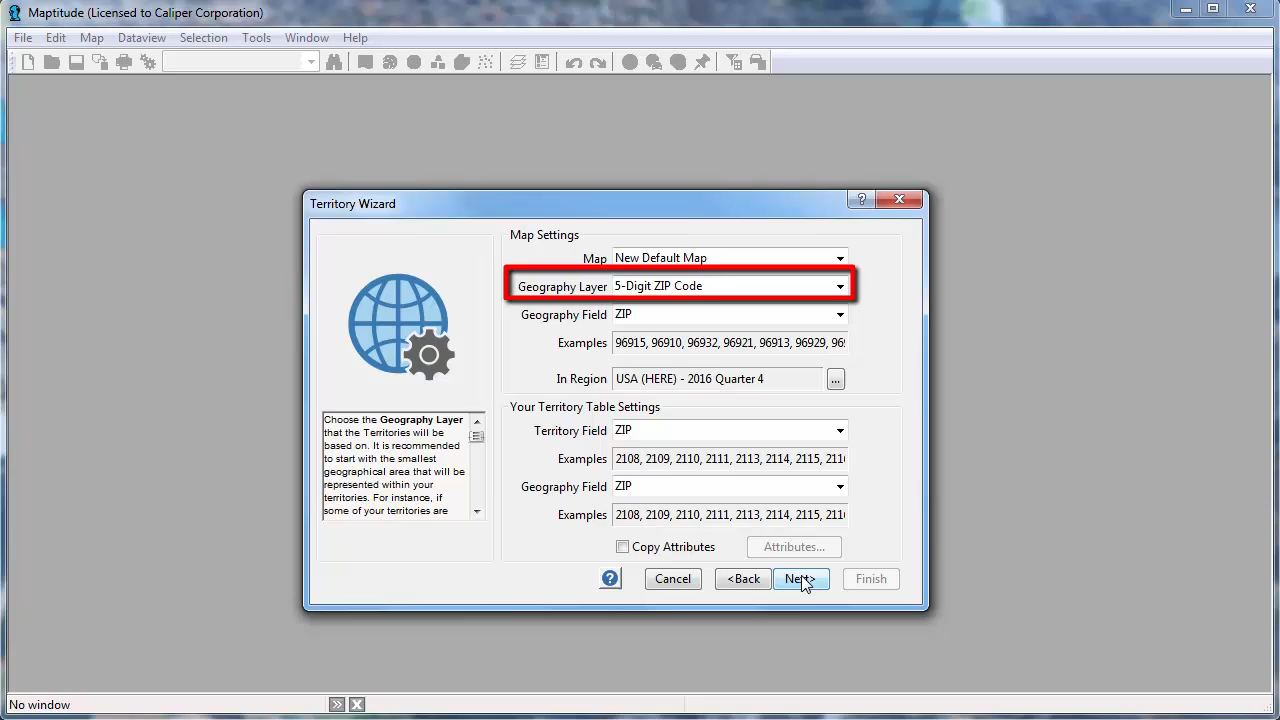 Maptitude (Licensed to Caliper Corporation)
File Edit Map Dataview Selection Tools Window Help
Territory Wizard
?
Map Settings
Map New Default Map
Geography Layer 5-Digit ZIP Code
Geography Field ZIP
Examples 96915, 96910, 96932, 96921, 96913, 96929, 96
In Region USA (HERE) - 2016 Quarter 4 ...
Choose the Geography Layer
that the Territories will be
based on. It is recommended
to start with the smallest
geographical area that will be
represented within your
territories. For instance, if
some of your territories are
Your Territory Table Settings
Territory Field ZIP
Examples 2108, 2109, 2110, 2111, 2113, 2114, 2115, 211
Geography Field ZIP
Examples 2108, 2109, 2110, 2111, 2113, 2114, 2115, 211
Copy Attributes Attributes...
? Cancel <Back Next> Finish
No window